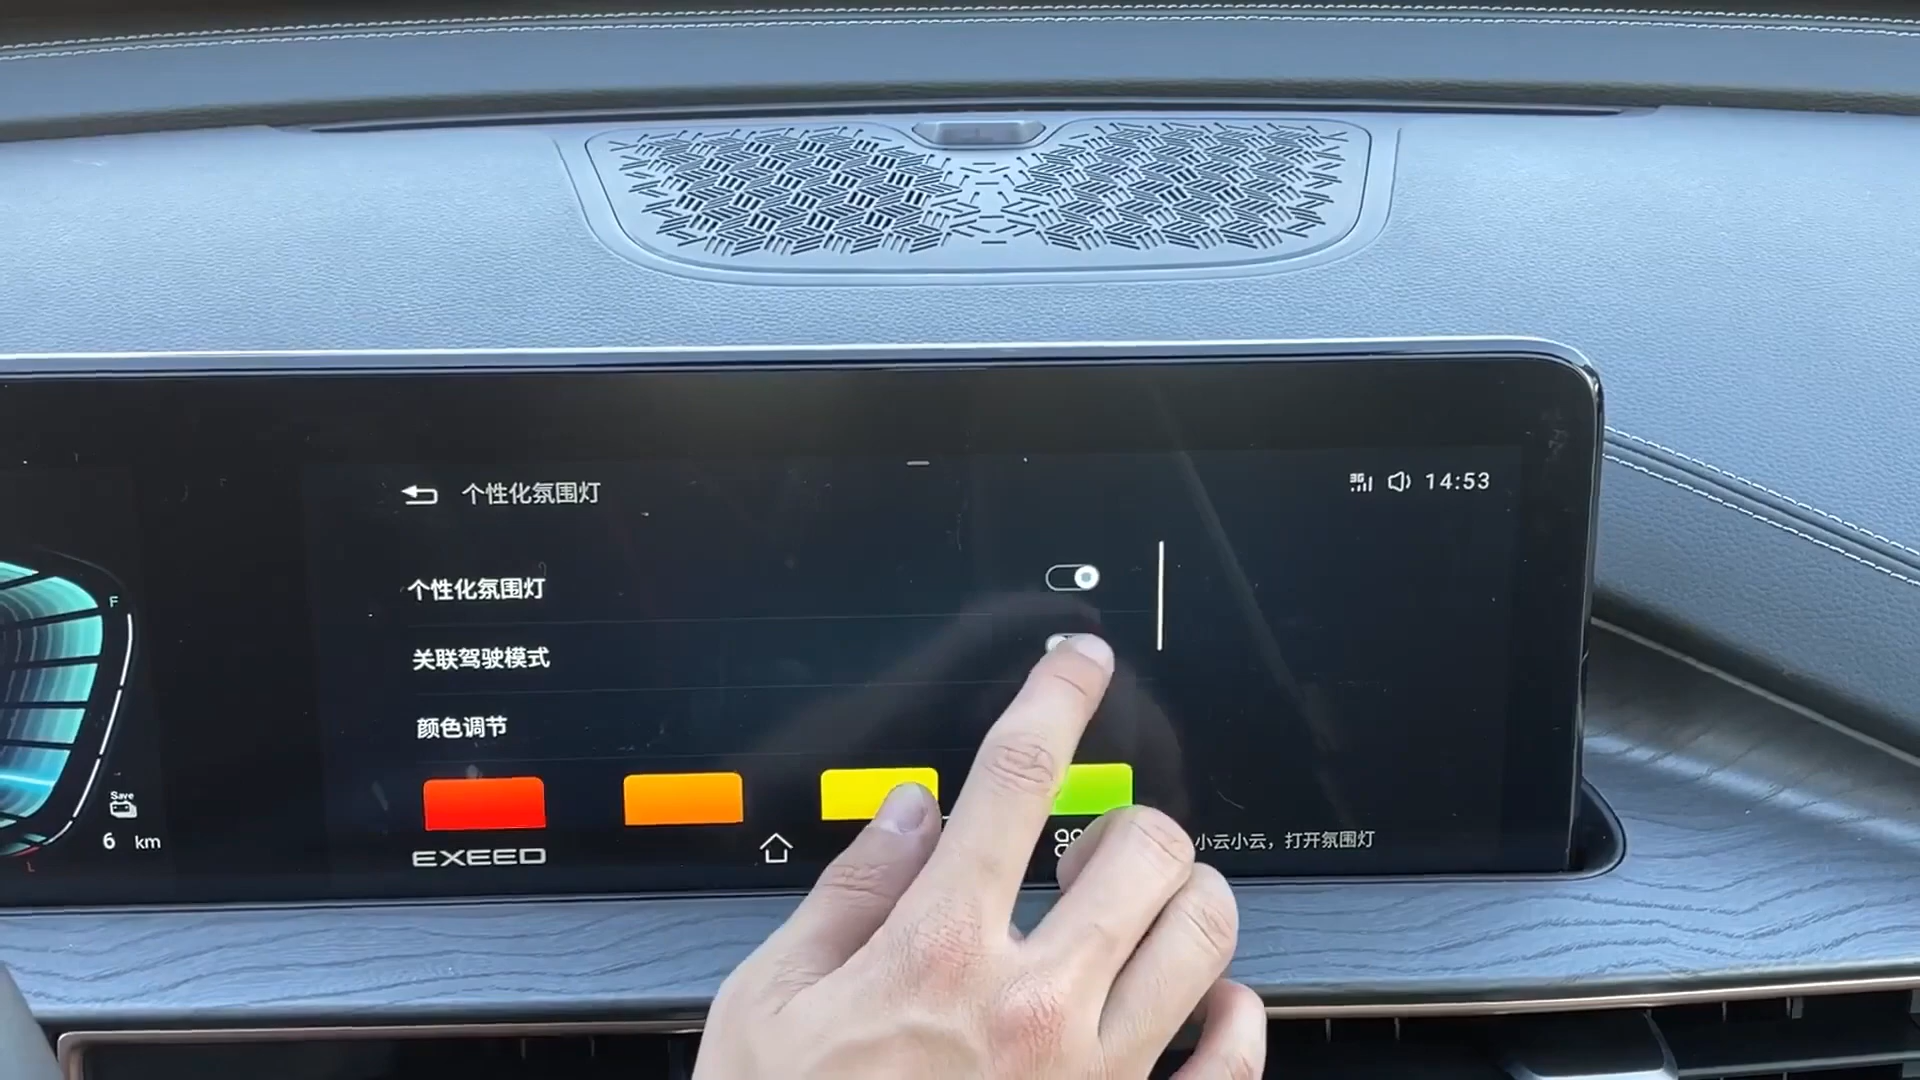 个性化氛围灯
3G 14:53
个性化氛围灯
F
关联驾驶模式
颜色调节
Save
6 km
小云小云，打开氛围灯
EXEED
L